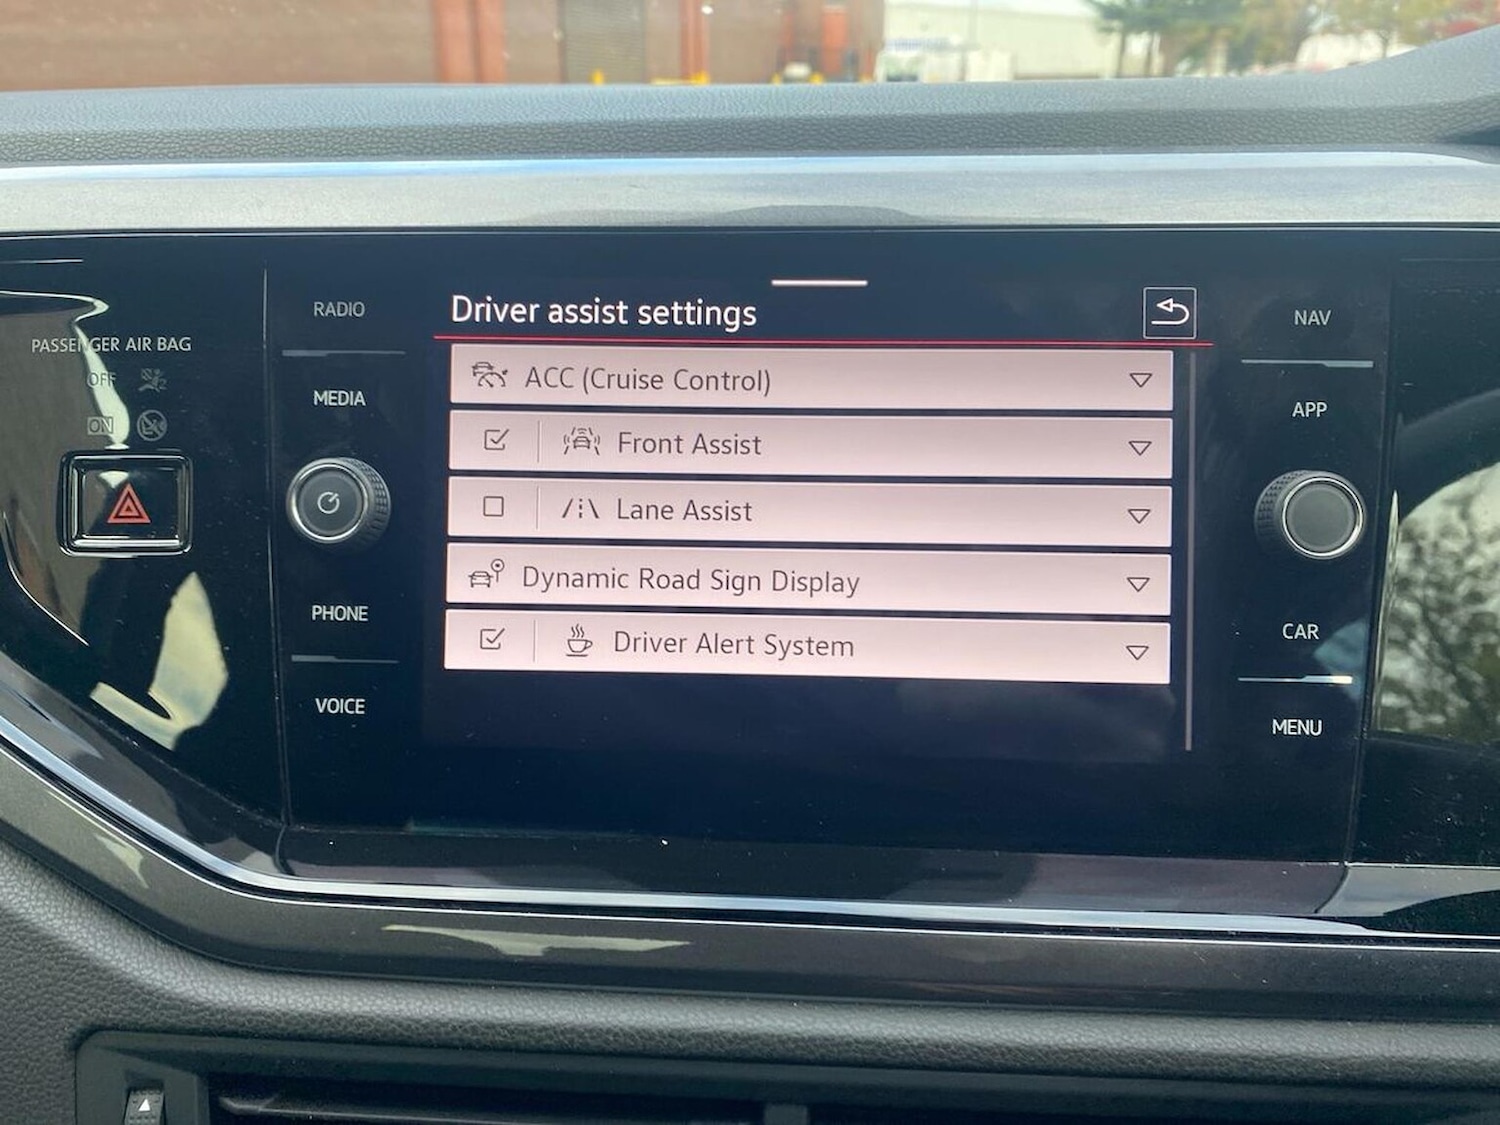 PASSENGER AIR BAG
OFF
ON
RADIO
MEDIA
PHONE
VOICE
Driver assist settings
ACC (Cruise Control)
Front Assist
Lane Assist
Dynamic Road Sign Display
Driver Alert System
NAV
APP
CAR
MENU